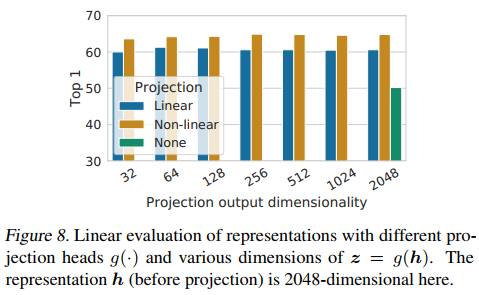 70
60
50
40
30
Top 1
Projection
Linear
Non-linear
None
32 64 128 256 512 1024 2048
Projection output dimensionality
Figure 8. Linear evaluation of representations with different pro-
jection heads g(·) and various dimensions of z = g(h). The
representation h (before projection) is 2048-dimensional here.